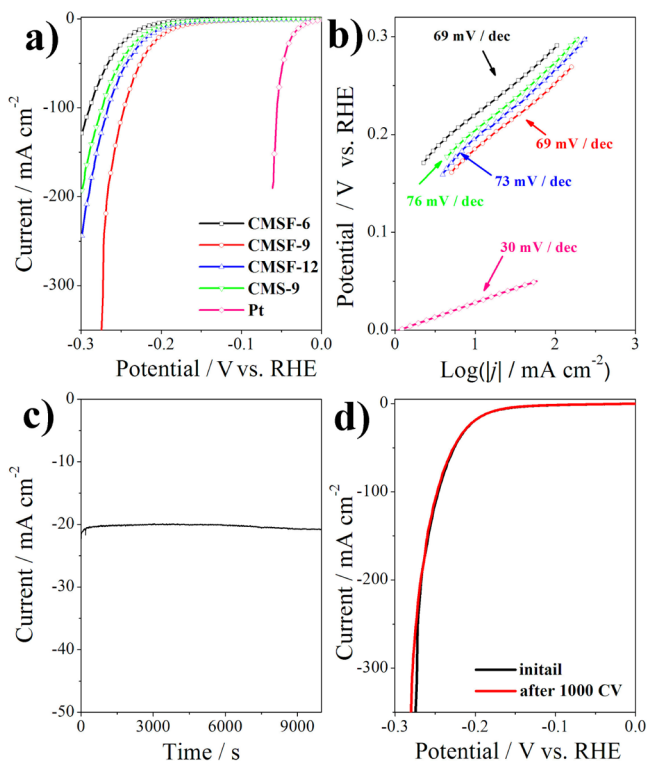 a)
0
-100
-200
-300
Current / mA cm-2
CMSF-6
CMSF-9
CMSF-12
CMS-9
Pt
-0.3 -0.2 -0.1 0.0
Potential / V vs. RHE
b)
0.3
0.2
0.1
0.0
Potential / V vs. RHE
69 mV / dec
69 mV / dec
73 mV / dec
76 mV / dec
30 mV / dec
0 1 2 3
Log(|j| / mA cm-2)
c)
0
-10
-20
-30
-40
-50
Current / mA cm-2
0 3000 6000 9000
Time / s
d)
0
-100
-200
-300
Current / mA cm-2
initail
after 1000 CV
-0.3 -0.2 -0.1 0.0
Potential / V vs. RHE